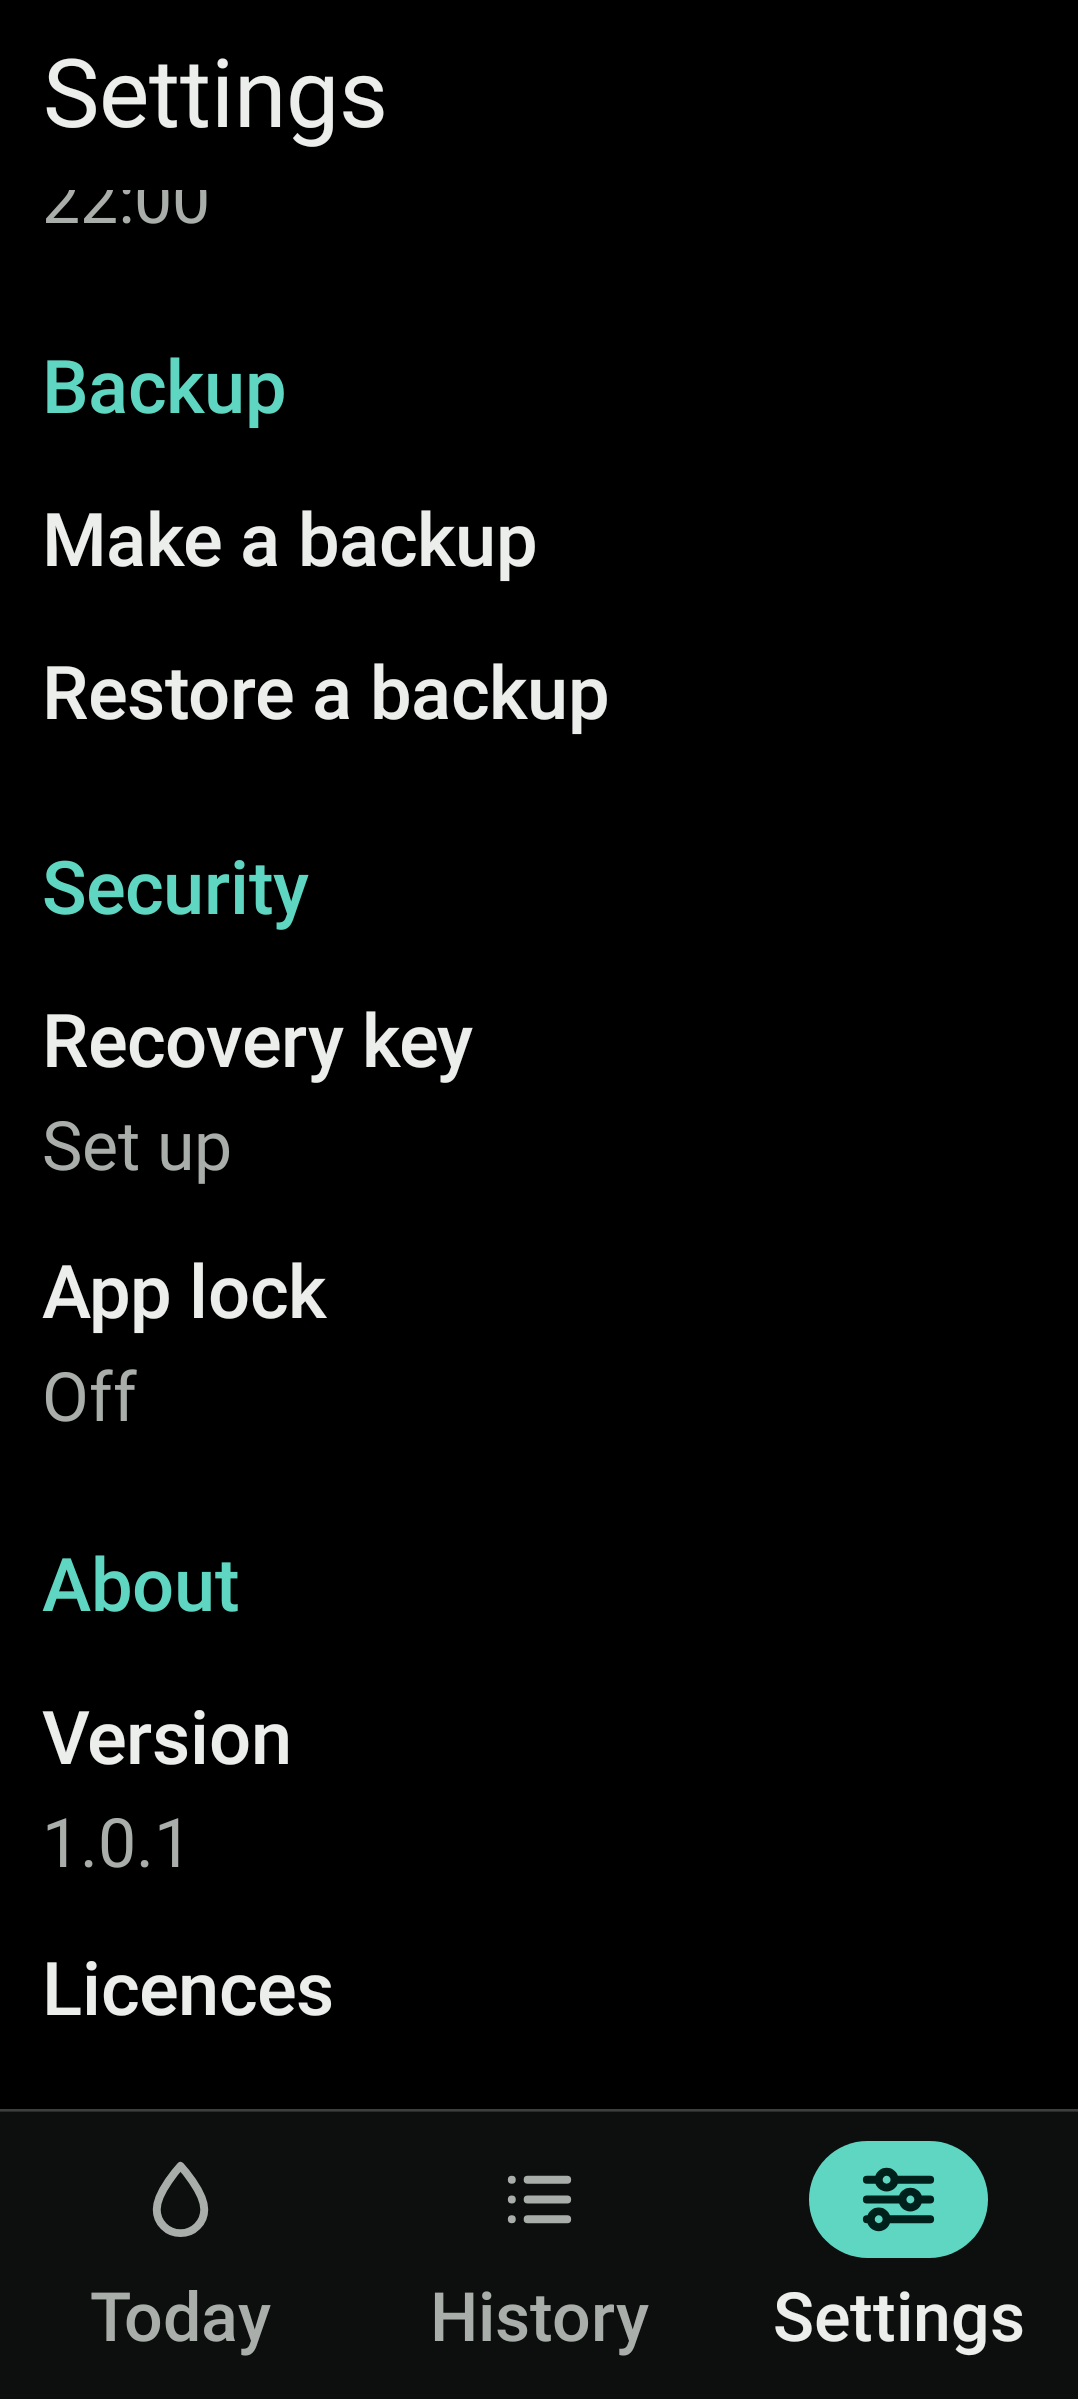 Settings
22:00
Backup
Make a backup
Restore a backup
Security
Recovery key
Set up
App lock
Off
About
Version
1.0.1
Licences
Today
History
Settings